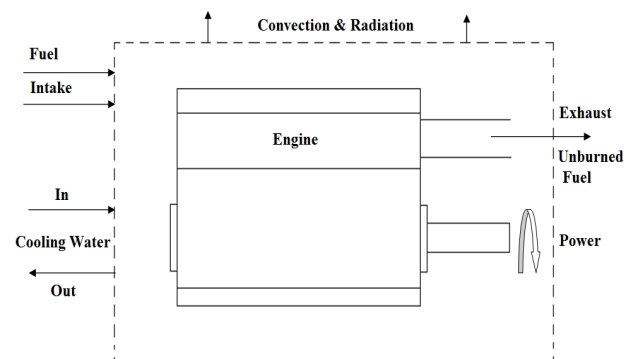 Convection & Radiation
Fuel
Intake
Engine
Exhaust
Unburned
Fuel
In
Cooling Water
Out
Power